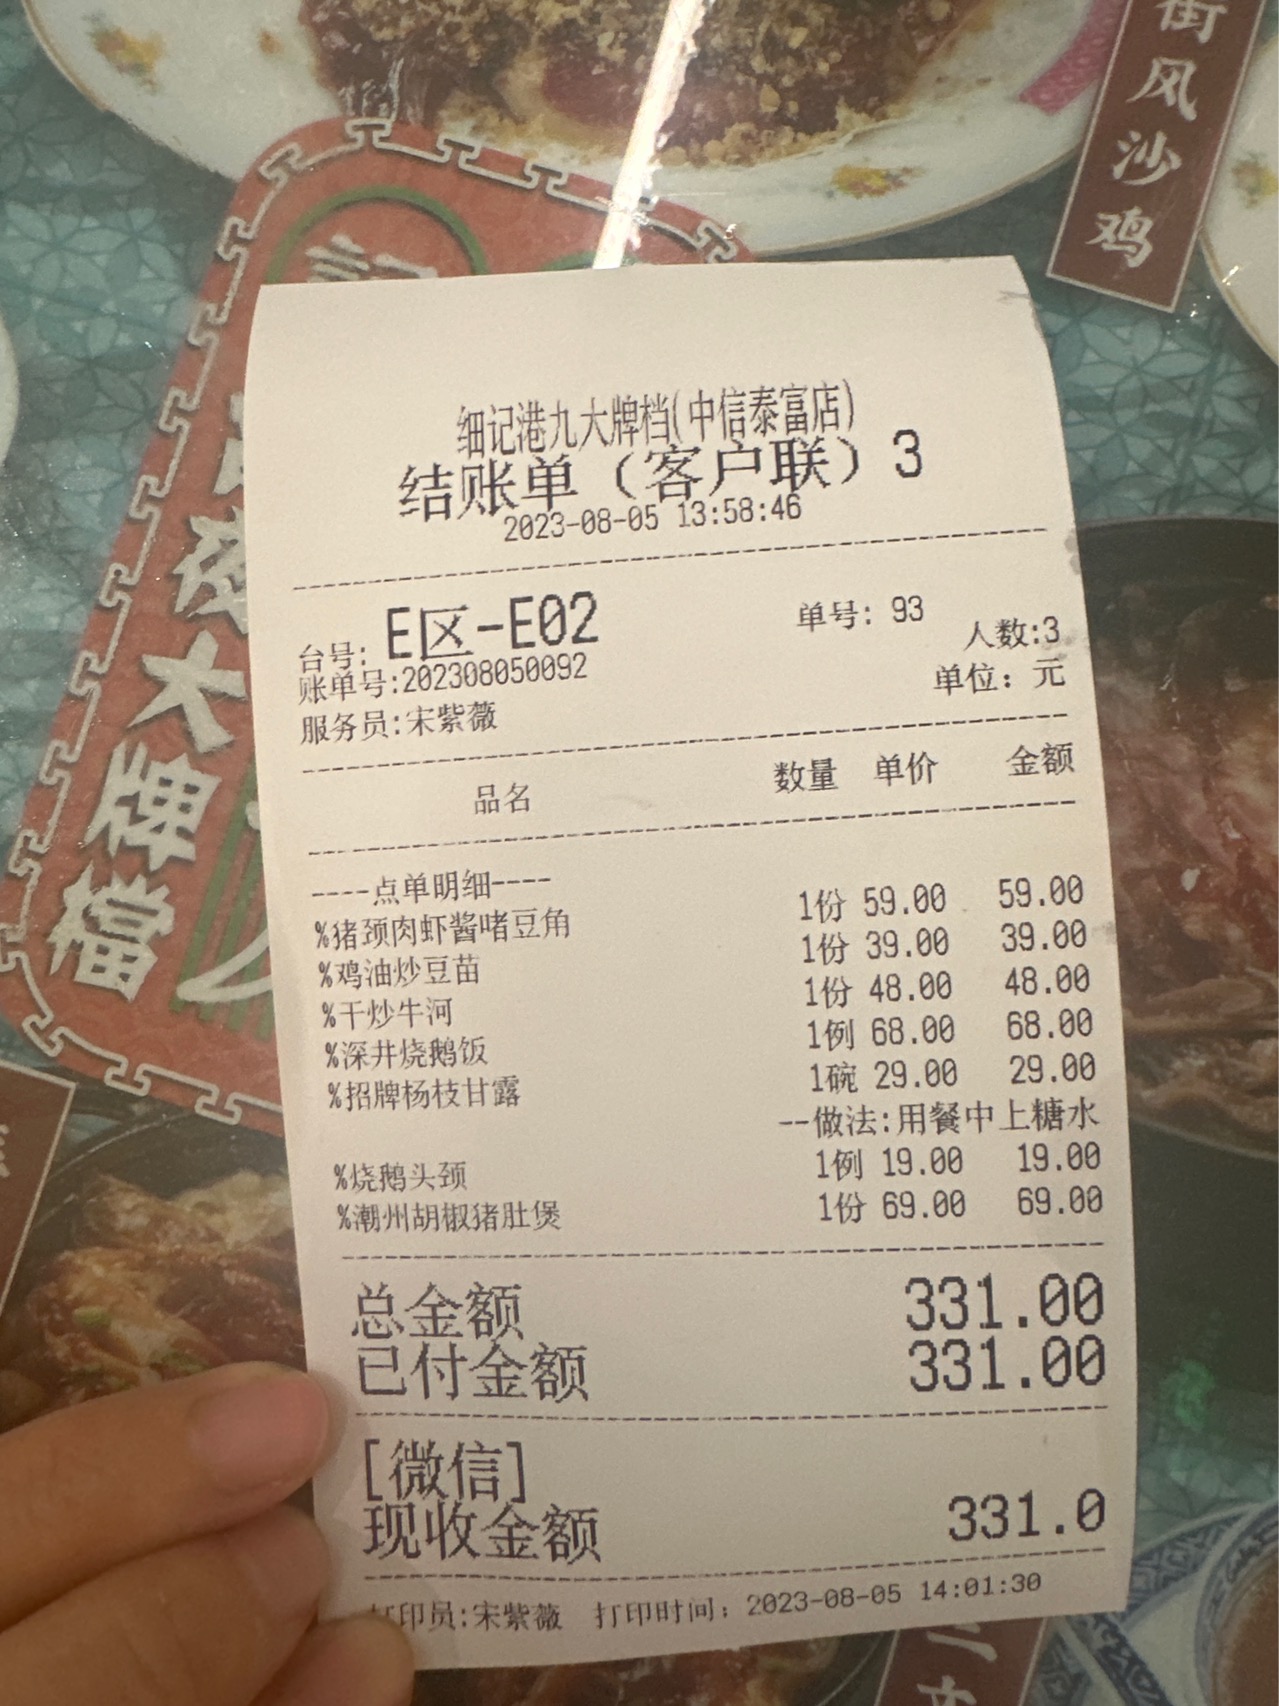 街风沙鸡
記
大牌檔
细记港九大牌档(中信泰富店)
结账单（客户联）3
2023-08-05 13:58:46
台号: E区-E02 单号: 93
人数:3
账单号:202308050092
单位: 元
服务员:宋紫薇
品名 数量 单价 金额
----点单明细----
%猪颈肉虾酱啫豆角 1份 59.00 59.00
%鸡油炒豆苗 1份 39.00 39.00
%干炒牛河 1份 48.00 48.00
%深井烧鹅饭 1例 68.00 68.00
%招牌杨枝甘露 1碗 29.00 29.00
--做法:用餐中上糖水
%烧鹅头颈 1例 19.00 19.00
%潮州胡椒猪肚煲 1份 69.00 69.00
总金额 331.00
已付金额 331.00
[微信]
现收金额 331.0
打印员:宋紫薇 打印时间: 2023-08-05 14:01:30